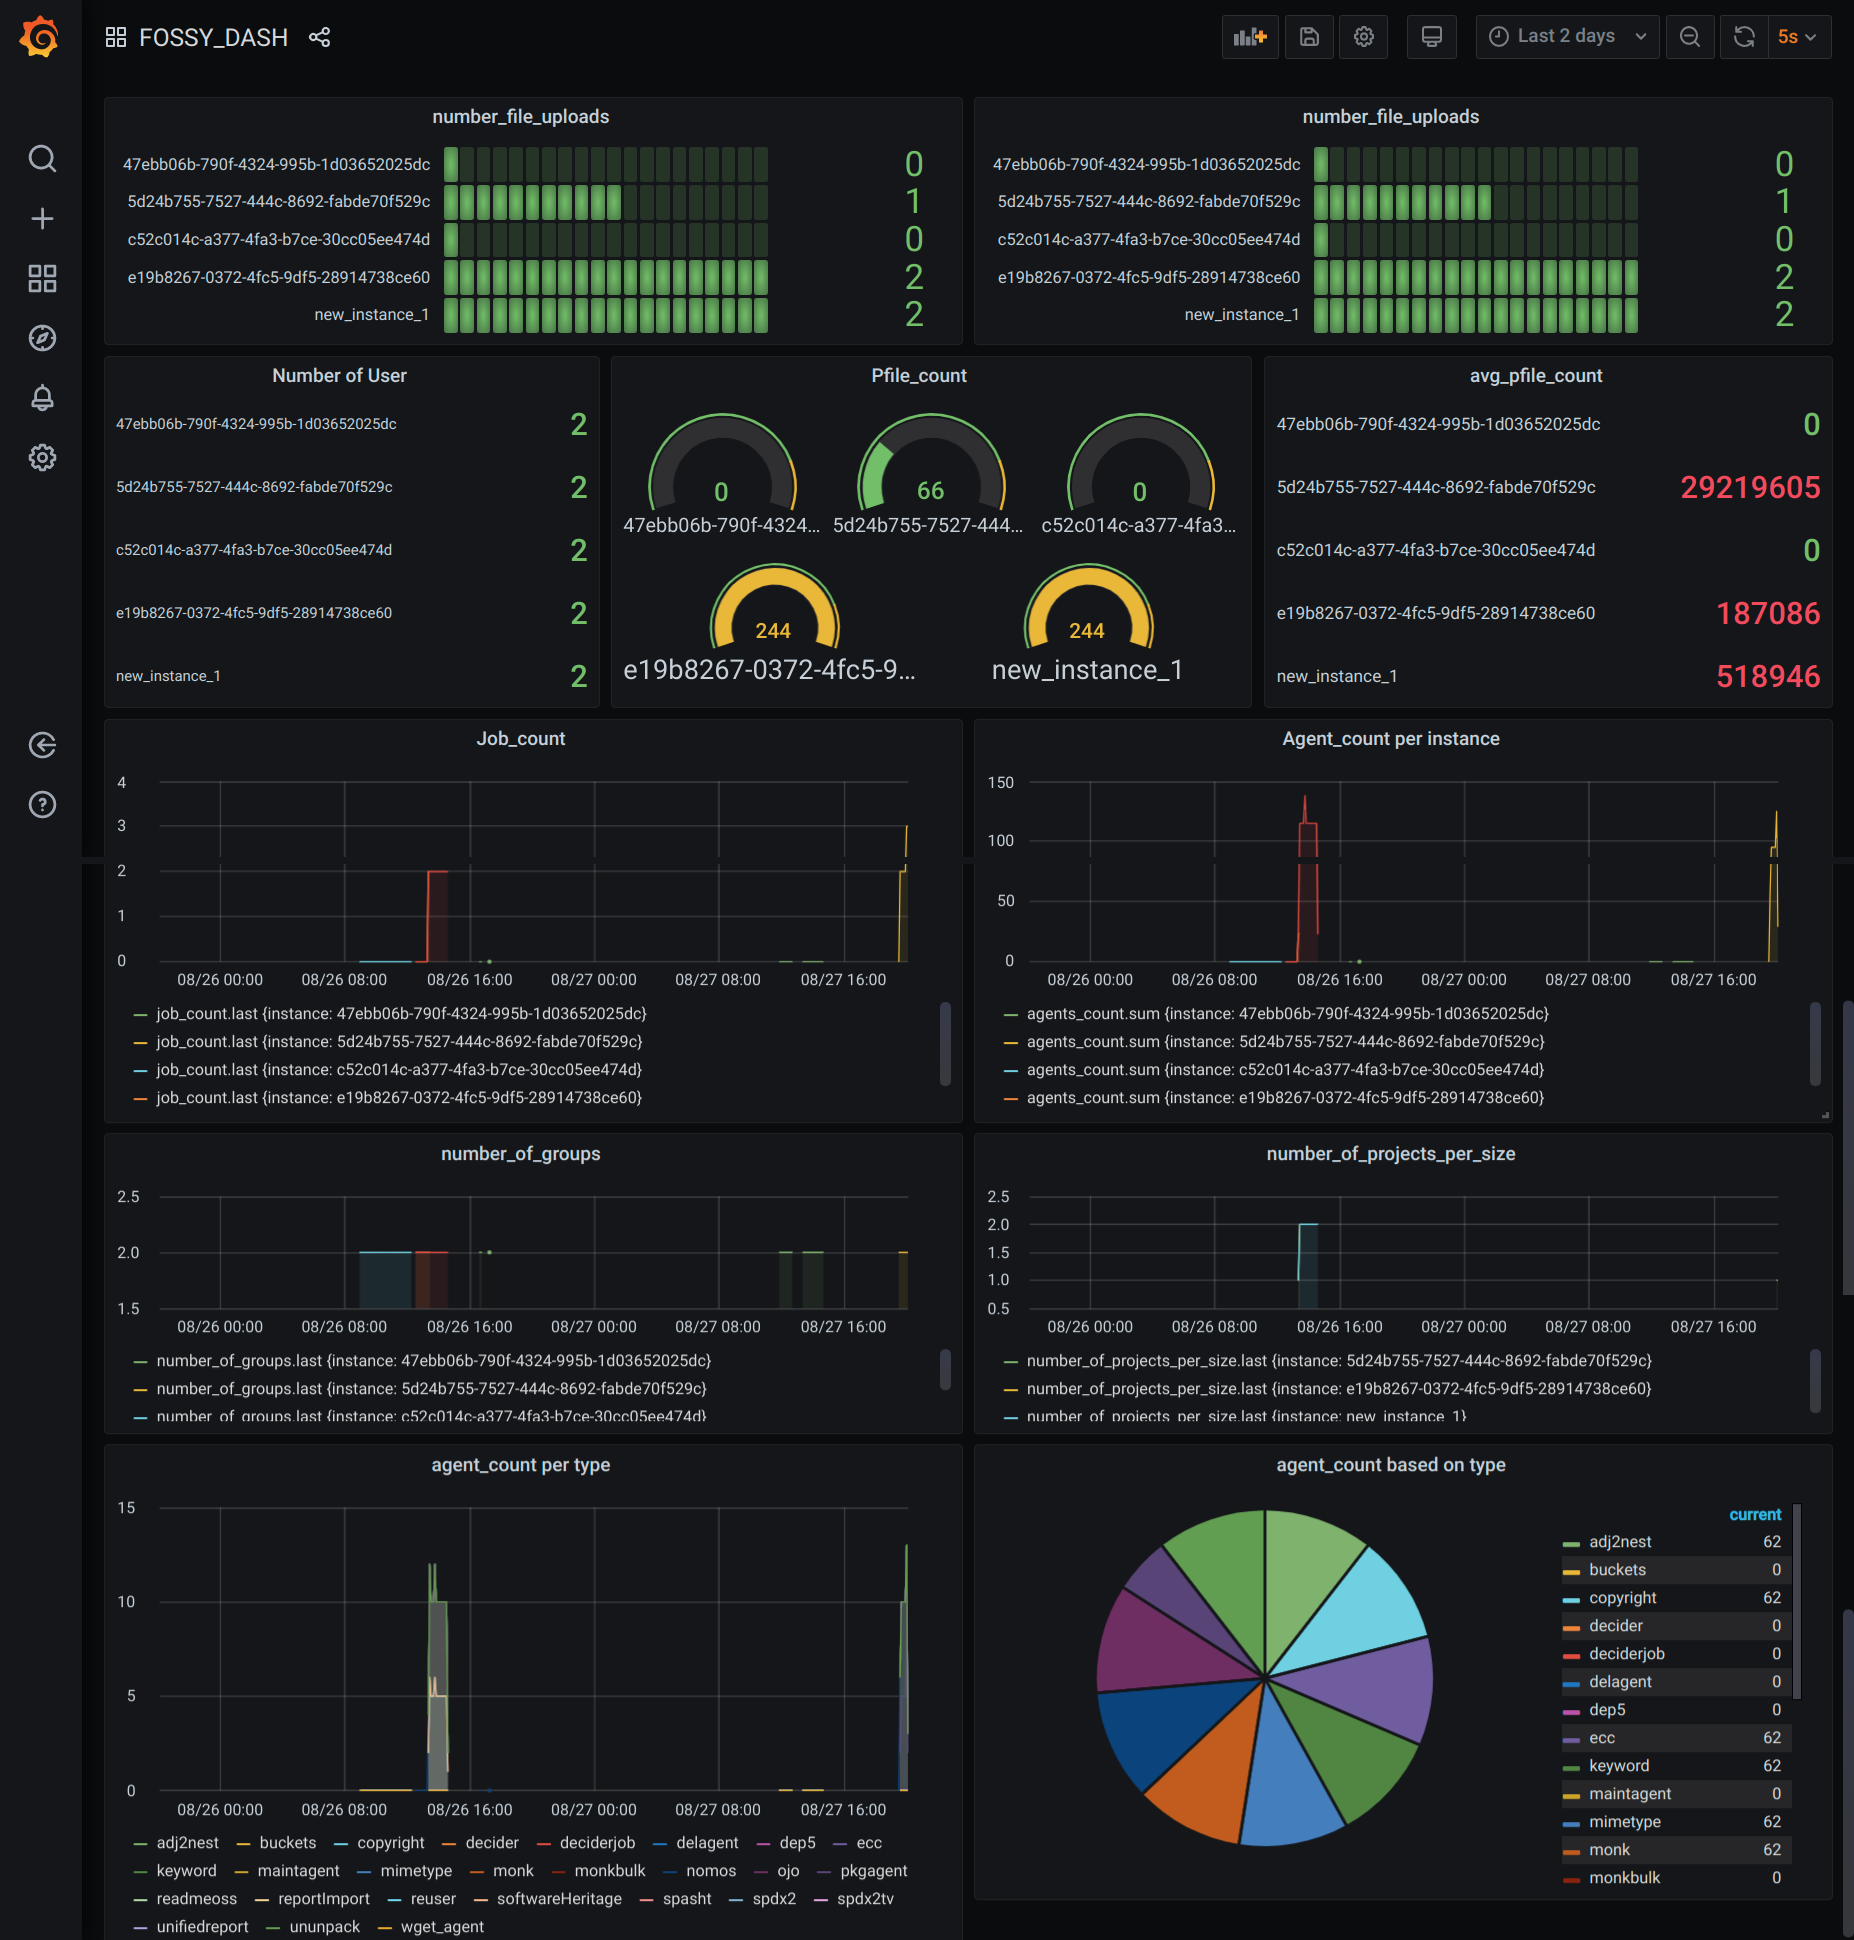 FOSSY_DASH
Last 2 days
5s
number_file_uploads
47ebb06b-790f-4324-995b-1d03652025dc 0
5d24b755-7527-444c-8692-fabde70f529c 1
c52c014c-a377-4fa3-b7ce-30cc05ee474d 0
e19b8267-0372-4fc5-9df5-28914738ce60 2
new_instance_1 2
number_file_uploads
47ebb06b-790f-4324-995b-1d03652025dc 0
5d24b755-7527-444c-8692-fabde70f529c 1
c52c014c-a377-4fa3-b7ce-30cc05ee474d 0
e19b8267-0372-4fc5-9df5-28914738ce60 2
new_instance_1 2
Number of User
47ebb06b-790f-4324-995b-1d03652025dc 2
5d24b755-7527-444c-8692-fabde70f529c 2
c52c014c-a377-4fa3-b7ce-30cc05ee474d 2
e19b8267-0372-4fc5-9df5-28914738ce60 2
new_instance_1 2
Pfile_count
0 66 0
47ebb06b-790f-4324... 5d24b755-7527-444... c52c014c-a377-4fa3...
244 244
e19b8267-0372-4fc5-9... new_instance_1
avg_pfile_count
47ebb06b-790f-4324-995b-1d03652025dc 0
5d24b755-7527-444c-8692-fabde70f529c 29219605
c52c014c-a377-4fa3-b7ce-30cc05ee474d 0
e19b8267-0372-4fc5-9df5-28914738ce60 187086
new_instance_1 518946
Job_count
4
3
2
1
0
08/26 00:00 08/26 08:00 08/26 16:00 08/27 00:00 08/27 08:00 08/27 16:00
job_count.last {instance: 47ebb06b-790f-4324-995b-1d03652025dc}
job_count.last {instance: 5d24b755-7527-444c-8692-fabde70f529c}
job_count.last {instance: c52c014c-a377-4fa3-b7ce-30cc05ee474d}
job_count.last {instance: e19b8267-0372-4fc5-9df5-28914738ce60}
Agent_count per instance
150
100
50
0
08/26 00:00 08/26 08:00 08/26 16:00 08/27 00:00 08/27 08:00 08/27 16:00
agents_count.sum {instance: 47ebb06b-790f-4324-995b-1d03652025dc}
agents_count.sum {instance: 5d24b755-7527-444c-8692-fabde70f529c}
agents_count.sum {instance: c52c014c-a377-4fa3-b7ce-30cc05ee474d}
agents_count.sum {instance: e19b8267-0372-4fc5-9df5-28914738ce60}
number_of_groups
2.5
2.0
1.5
08/26 00:00 08/26 08:00 08/26 16:00 08/27 00:00 08/27 08:00 08/27 16:00
number_of_groups.last {instance: 47ebb06b-790f-4324-995b-1d03652025dc}
number_of_groups.last {instance: 5d24b755-7527-444c-8692-fabde70f529c}
number_of_groups.last {instance: c52c014c-a377-4fa3-b7ce-30cc05ee474d}
number_of_projects_per_size
2.5
2.0
1.5
1.0
0.5
08/26 00:00 08/26 08:00 08/26 16:00 08/27 00:00 08/27 08:00 08/27 16:00
number_of_projects_per_size.last {instance: 5d24b755-7527-444c-8692-fabde70f529c}
number_of_projects_per_size.last {instance: e19b8267-0372-4fc5-9df5-28914738ce60}
number_of_projects_per_size.last {instance: new_instance_1}
agent_count per type
15
10
5
0
08/26 00:00 08/26 08:00 08/26 16:00 08/27 00:00 08/27 08:00 08/27 16:00
adj2nest buckets copyright decider deciderjob delagent dep5 ecc
keyword maintagent mimetype monk monkbulk nomos ojo pkgagent
readmeoss reportImport reuser softwareHeritage spasht spdx2 spdx2tv
unifiedreport ununpack wget_agent
agent_count based on type
current
adj2nest 62
buckets 0
copyright 62
decider 0
deciderjob 0
delagent 0
dep5 0
ecc 62
keyword 62
maintagent 0
mimetype 62
monk 62
monkbulk 0